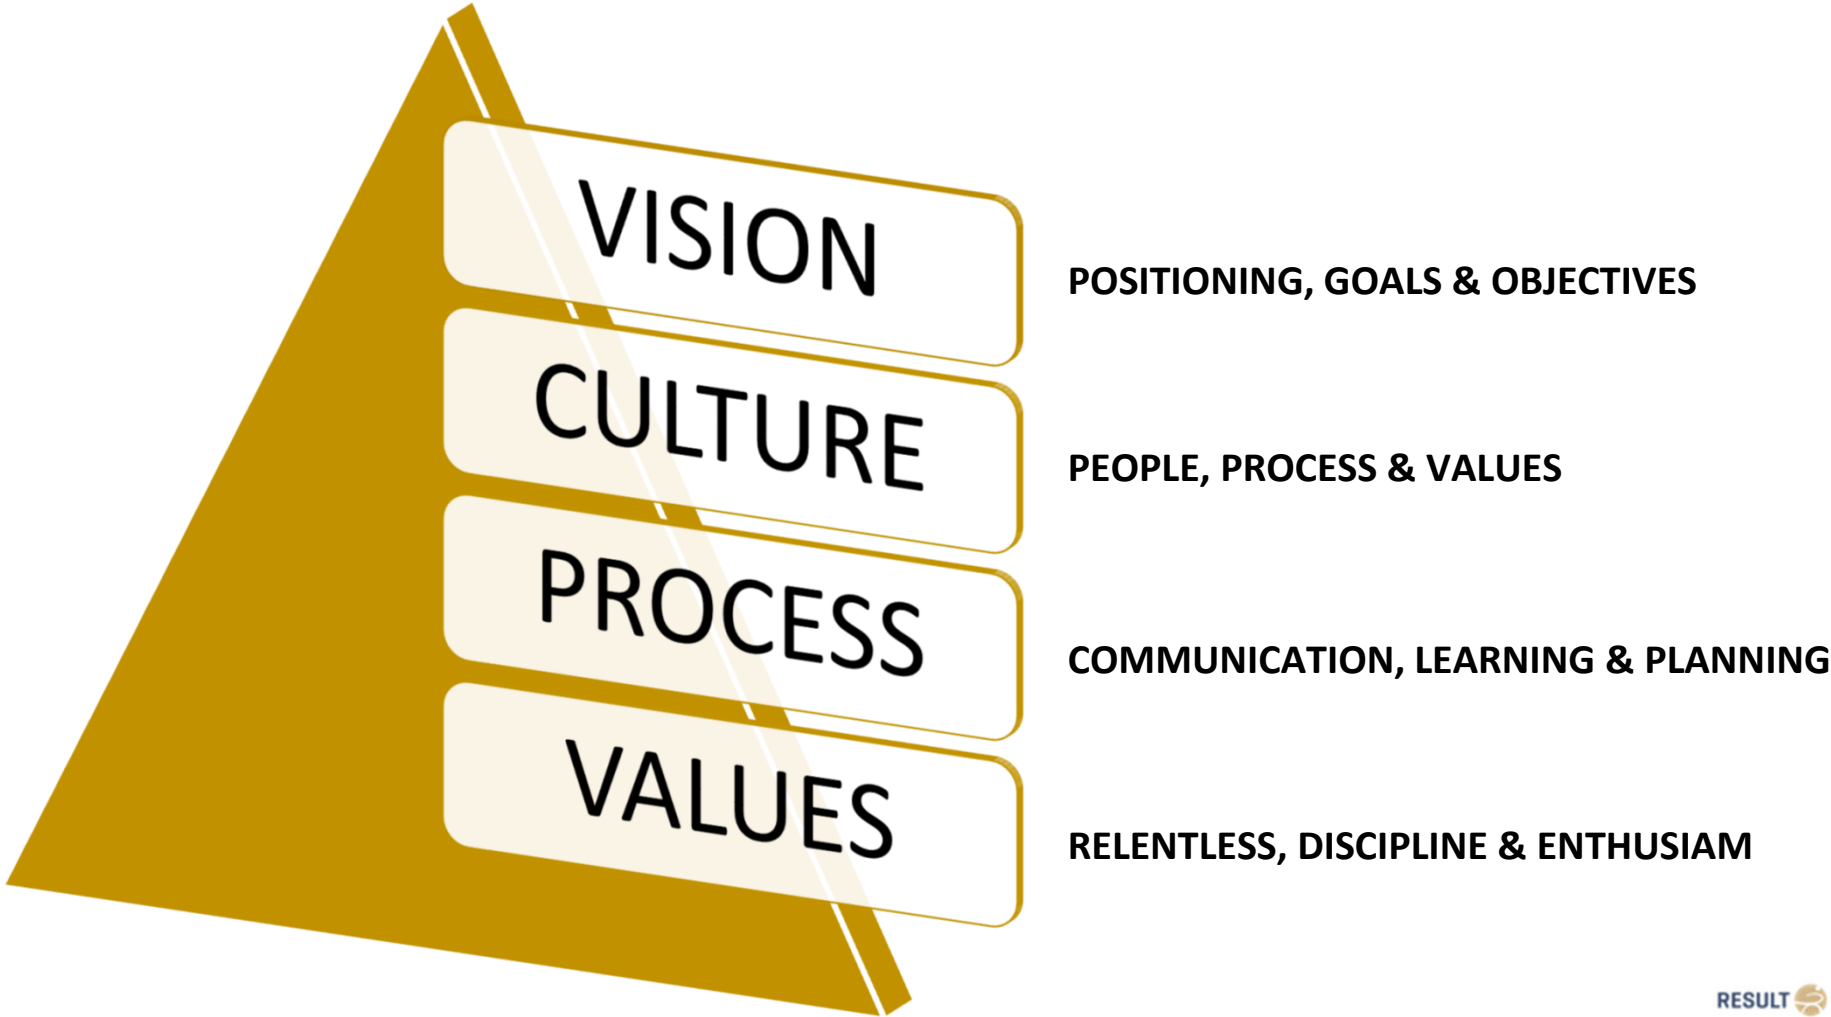 VISION
POSITIONING, GOALS & OBJECTIVES
CULTURE
PEOPLE, PROCESS & VALUES
PROCESS
COMMUNICATION, LEARNING & PLANNING
VALUES
RELENTLESS, DISCIPLINE & ENTHUSIAM
RESULT